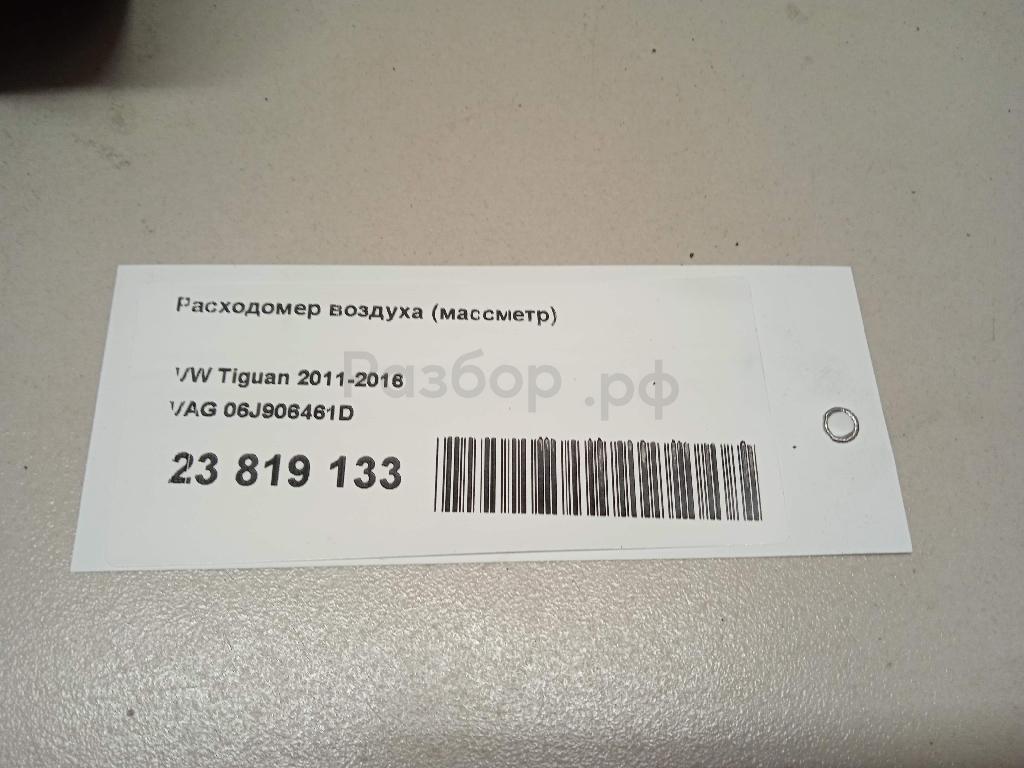 Расходомер воздуха (массметр)
VW Tiguan 2011-2016
VAG 06J906461D
23 819 133
Разбор.рф